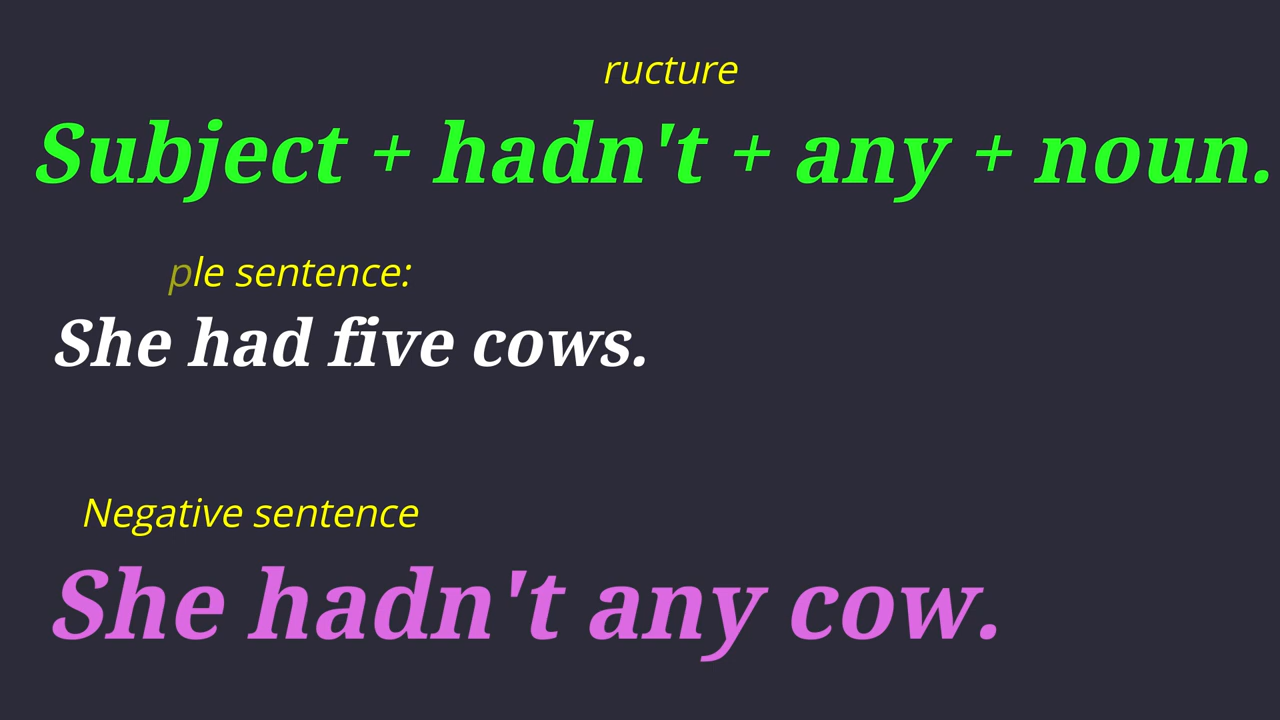 ructure
Subject + hadn't + any + noun.
ple sentence:
She had five cows.
Negative sentence
She hadn't any cow.